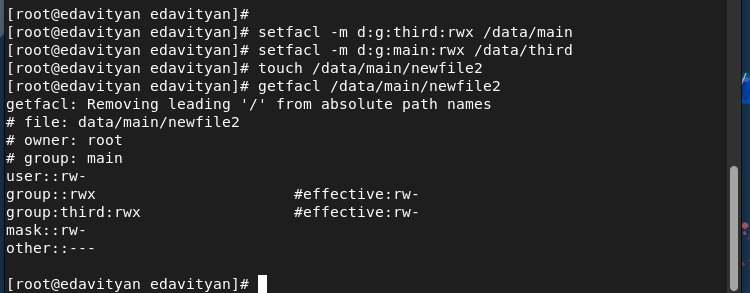 [root@edavityan edavityan]#
[root@edavityan edavityan]# setfacl -m d:g:third:rwx /data/main
[root@edavityan edavityan]# setfacl -m d:g:main:rwx /data/third
[root@edavityan edavityan]# touch /data/main/newfile2
[root@edavityan edavityan]# getfacl /data/main/newfile2
getfacl: Removing leading '/' from absolute path names
# file: data/main/newfile2
# owner: root
# group: main
user::rw-
group::rwx                      #effective:rw-
group:third:rwx                 #effective:rw-
mask::rw-
other::---
[root@edavityan edavityan]#